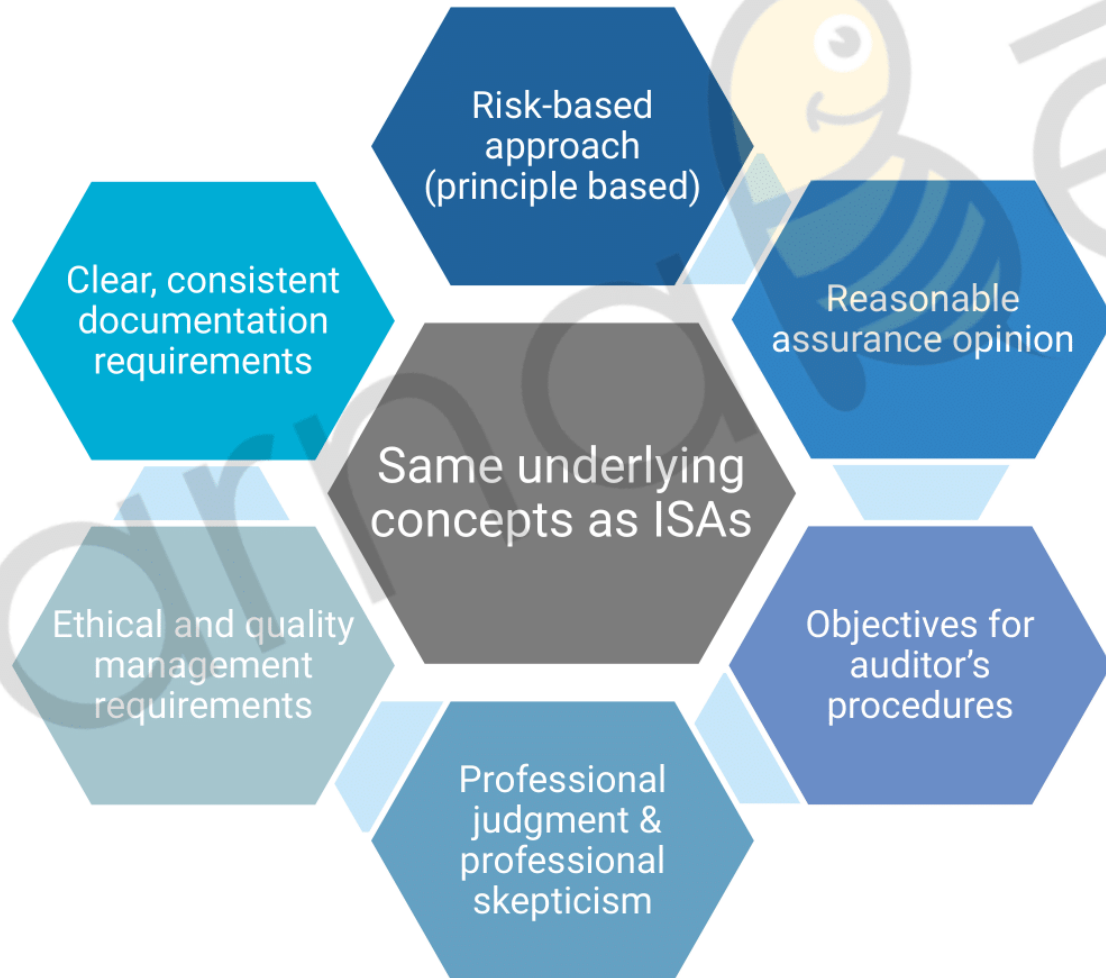 Risk-based
approach
(principle based)
Reasonable
assurance opinion
Objectives for
auditor’s
procedures
Professional
judgment &
professional
skepticism
Ethical and quality
management
requirements
Clear, consistent
documentation
requirements
Same underlying
concepts as ISAs